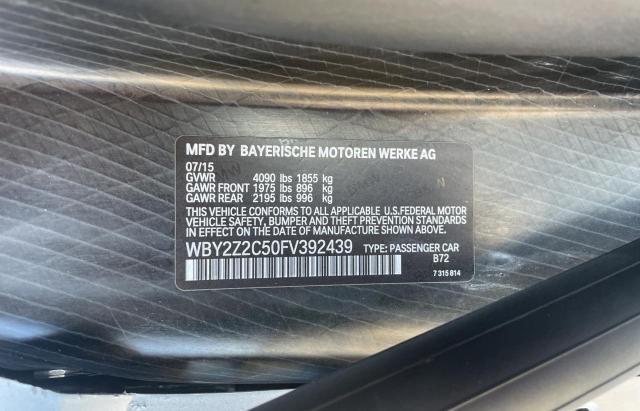 MFD BY BAYERISCHE MOTOREN WERKE AG
07/15
GVWR 4090 lbs 1855 kg
GAWR FRONT 1975 lbs 896 kg
GAWR REAR 2195 lbs 996 kg
N
THIS VEHICLE CONFORMS TO ALL APPLICABLE U.S.FEDERAL MOTOR
VEHICLE SAFETY, BUMPER AND THEFT PREVENTION STANDARDS
IN EFFECT ON THE DATE OF MANUFACTURE SHOWN ABOVE.
WBY2Z2C50FV392439 TYPE: PASSENGER CAR
B72
7 315 814